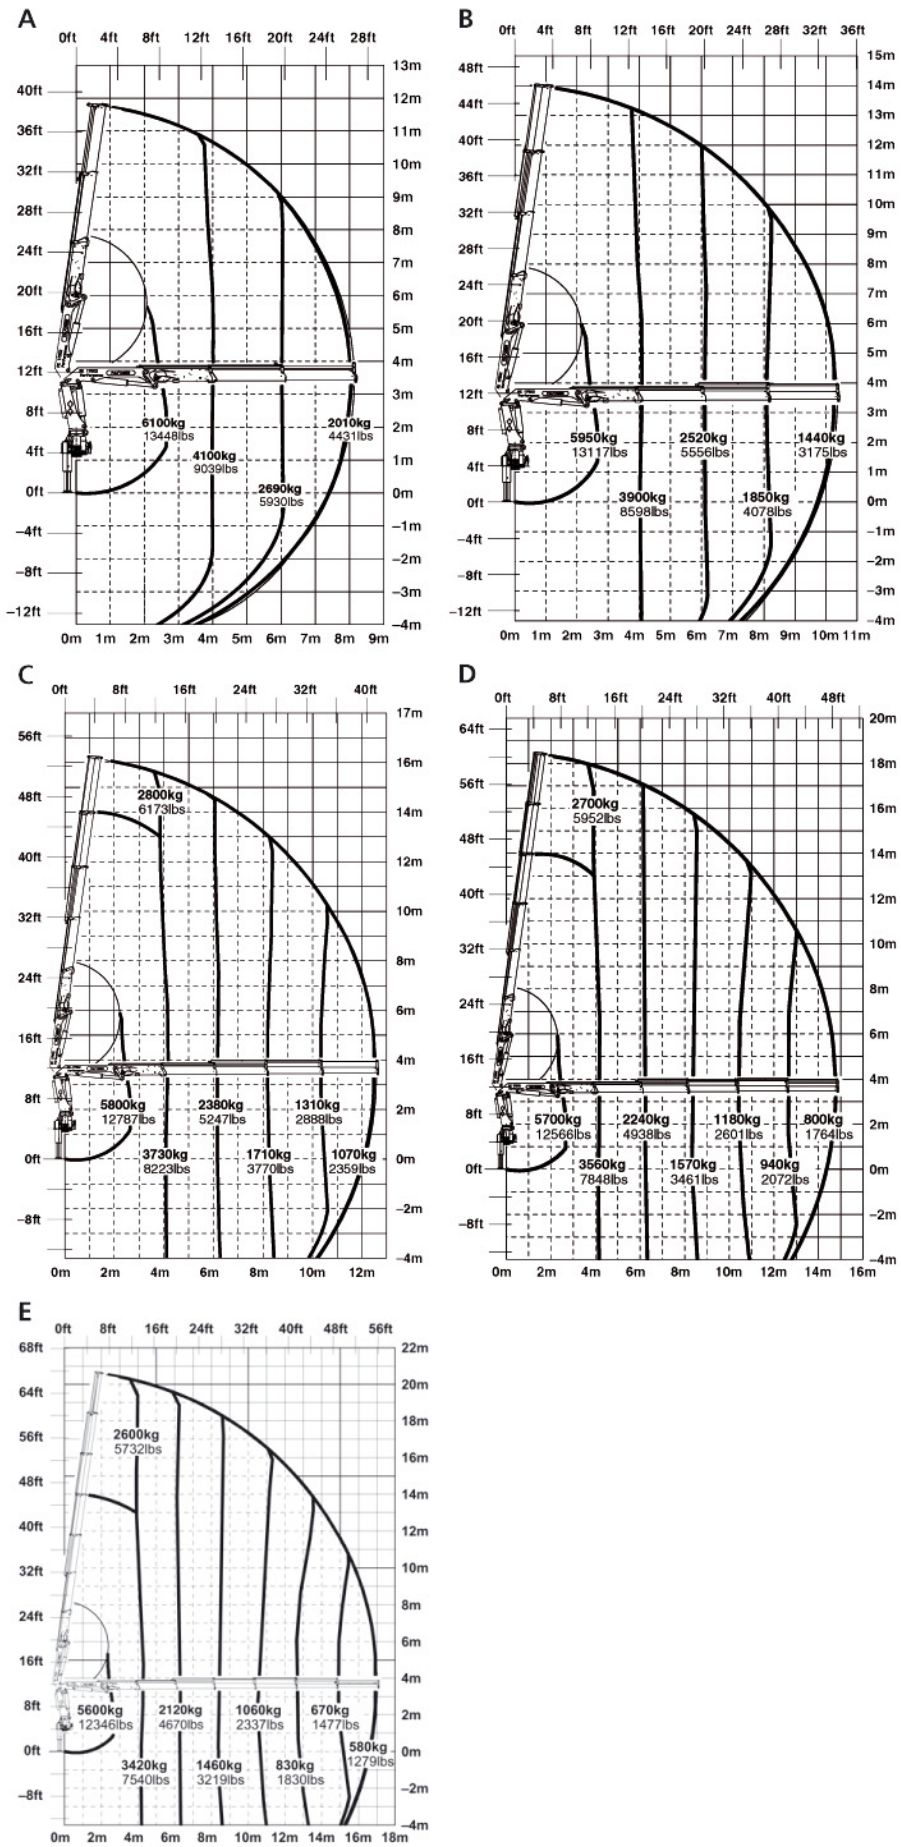 A
0ft 4ft 8ft 12ft 16ft 20ft 24ft 28ft
13m
40ft
12m
36ft
11m
10m
32ft
9m
28ft
8m
24ft
7m
20ft
6m
16ft
5m
12ft
4m
3m
8ft
6100kg
13448lbs
2010kg
4431lbs
2m
4ft
4100kg
9039lbs
1m
0ft
2690kg
5930lbs
0m
–4ft
–1m
–8ft
–2m
–12ft
–3m
–4m
0m 1m 2m 3m 4m 5m 6m 7m 8m 9m
B
0ft 4ft 8ft 12ft 16ft 20ft 24ft 28ft 32ft 36ft
15m
48ft
14m
44ft
13m
40ft
12m
36ft
11m
32ft
10m
28ft
9m
24ft
8m
7m
20ft
6m
16ft
5m
12ft
4m
3m
8ft
5950kg
13117lbs
2520kg
5556lbs
1440kg
3175lbs
2m
4ft
1m
0ft
3900kg
8598lbs
1850kg
4078lbs
0m
–4ft
–1m
–8ft
–2m
–3m
–12ft
–4m
0m 1m 2m 3m 4m 5m 6m 7m 8m 9m 10m 11m
C
0ft 8ft 16ft 24ft 32ft 40ft
17m
56ft
16m
48ft
2800kg
6173lbs
14m
40ft
12m
32ft
10m
24ft
8m
16ft
6m
4m
8ft
5800kg
12787lbs
2380kg
5247lbs
1310kg
2888lbs
2m
0ft
3730kg
8223lbs
1710kg
3770lbs
1070kg
2359lbs
0m
–8ft
–2m
–4m
0m 2m 4m 6m 8m 10m 12m
D
0ft 8ft 16ft 24ft 32ft 40ft 48ft
20m
64ft
18m
56ft
2700kg
5952lbs
16m
48ft
14m
40ft
12m
32ft
10m
24ft
8m
16ft
6m
4m
8ft
5700kg
12566lbs
2240kg
4938lbs
1180kg
2601lbs
800kg
1764lbs
2m
0ft
3560kg
7848lbs
1570kg
3461lbs
940kg
2072lbs
0m
–8ft
–2m
–4m
0m 2m 4m 6m 8m 10m 12m 14m 16m
E
0ft 8ft 16ft 24ft 32ft 40ft 48ft 56ft
68ft
22m
64ft
20m
56ft
2600kg
5732lbs
18m
48ft
16m
40ft
14m
12m
32ft
10m
24ft
8m
16ft
6m
4m
8ft
5600kg
12346lbs
2120kg
4670lbs
1060kg
2337lbs
670kg
1477lbs
2m
0ft
3420kg
7540lbs
1460kg
3219lbs
830kg
1830lbs
580kg
1279lbs
0m
–8ft
–2m
–4m
0m 2m 4m 6m 8m 10m 12m 14m 16m 18m